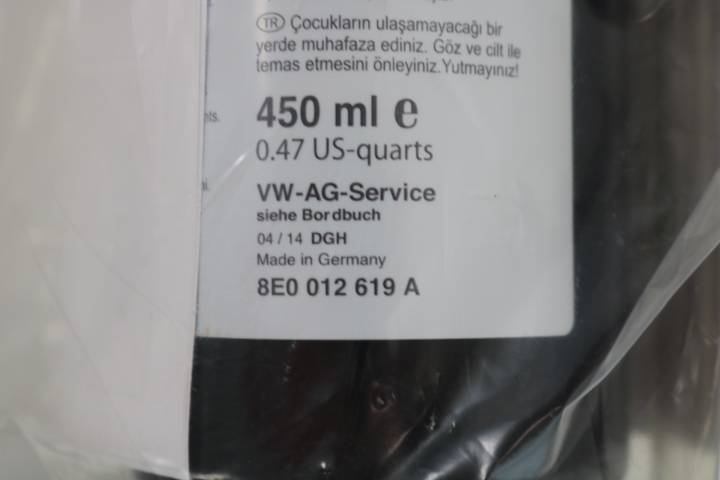 TR Çocukların ulaşamayacağı bir
yerde muhafaza ediniz. Göz ve cilt ile
temas etmesini önleyiniz.Yutmayınız!
450 ml e
0.47 US-quarts
VW-AG-Service
siehe Bordbuch
04 / 14 DGH
Made in Germany
8E0 012 619 A